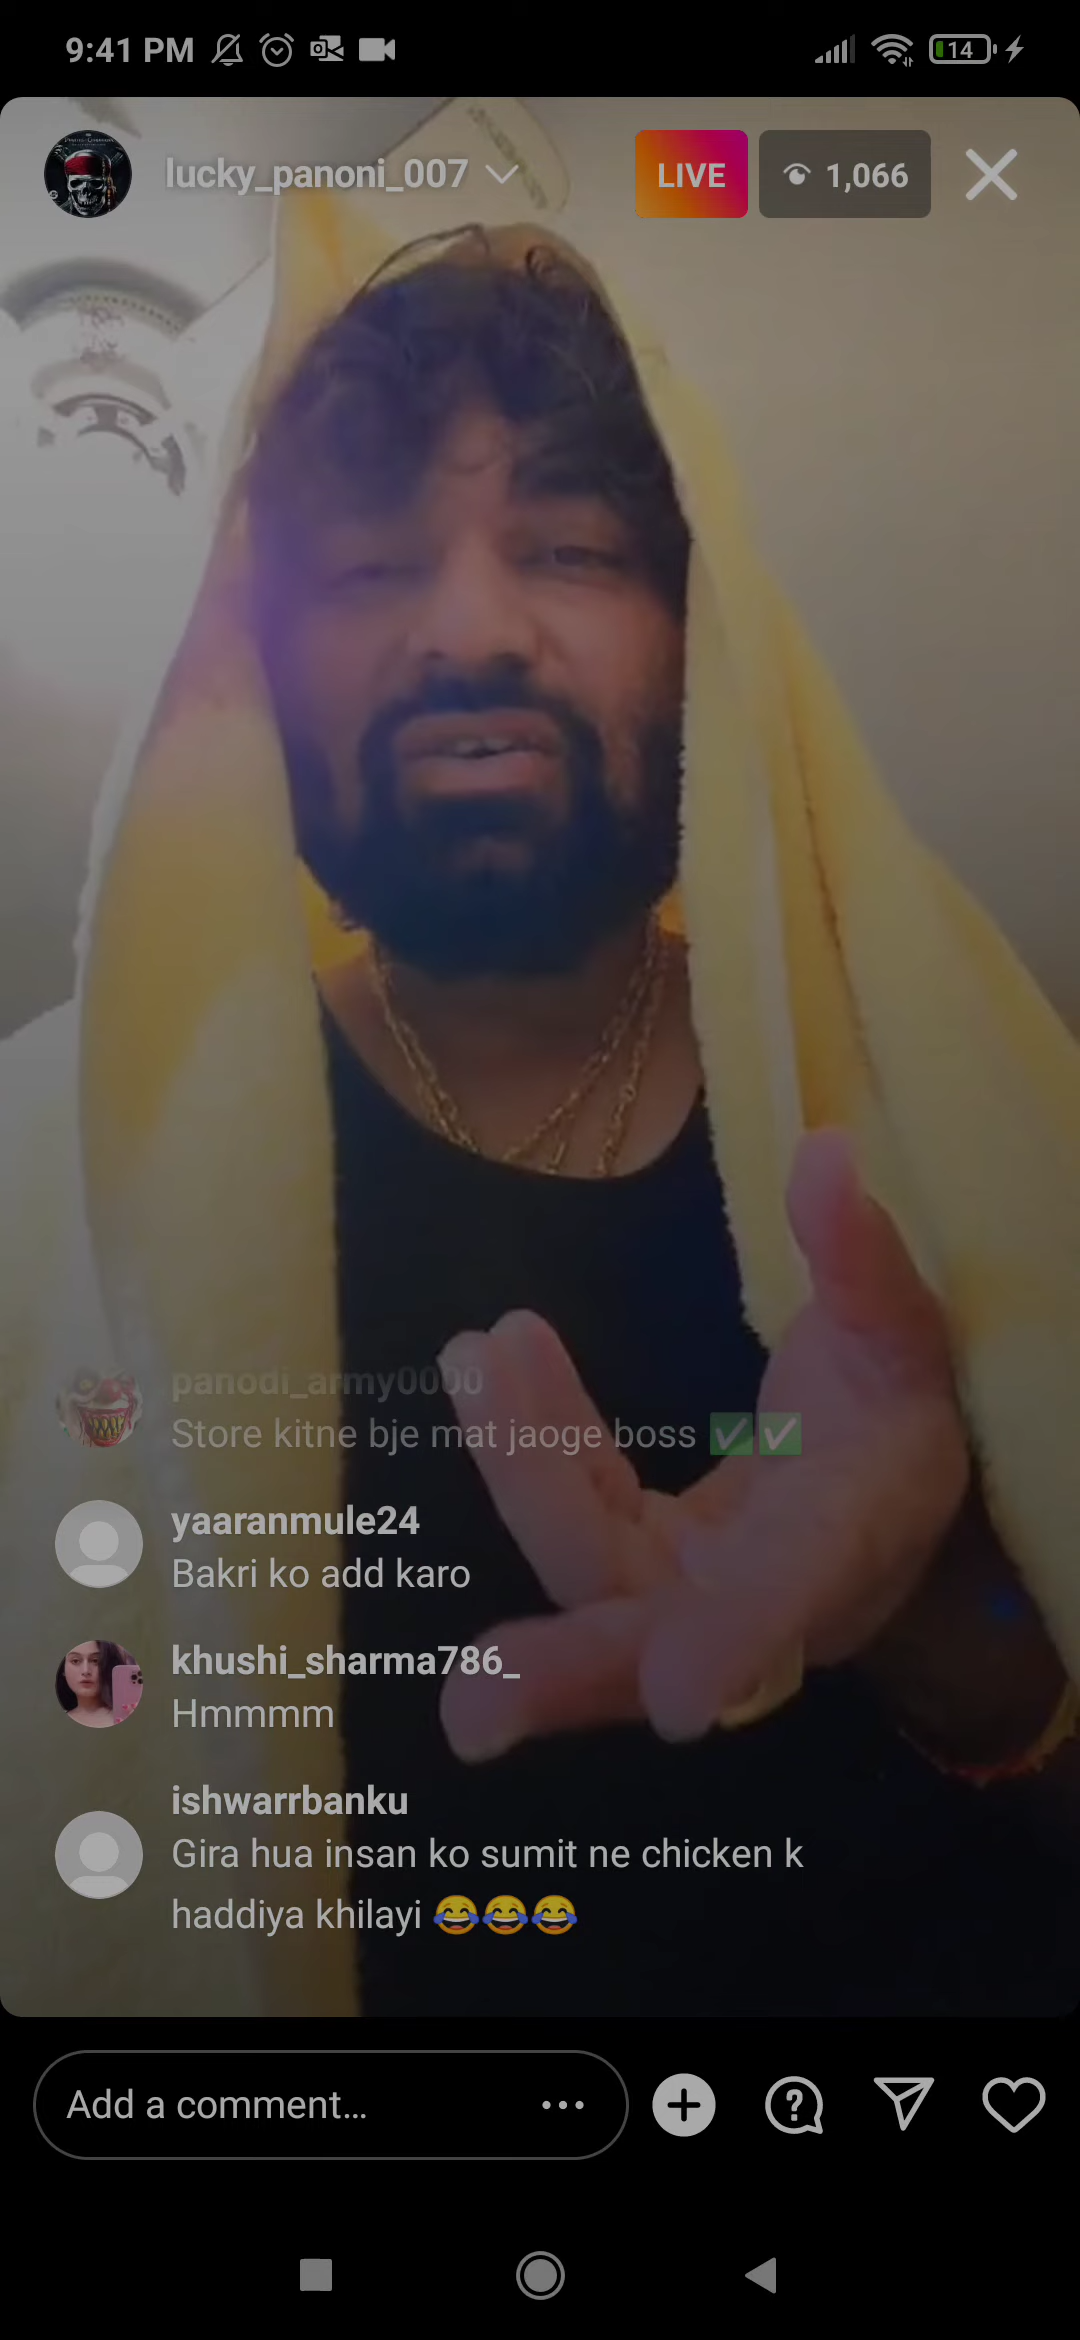 9:41 PM
14
lucky_panoni_007
LIVE
1,066
panodi_army0000
Store kitne bje mat jaoge boss ✅✅
yaaranmule24
Bakri ko add karo
khushi_sharma786_
Hmmmm
ishwarrbanku
Gira hua insan ko sumit ne chicken k
haddiya khilayi 😂😂😂
Add a comment...